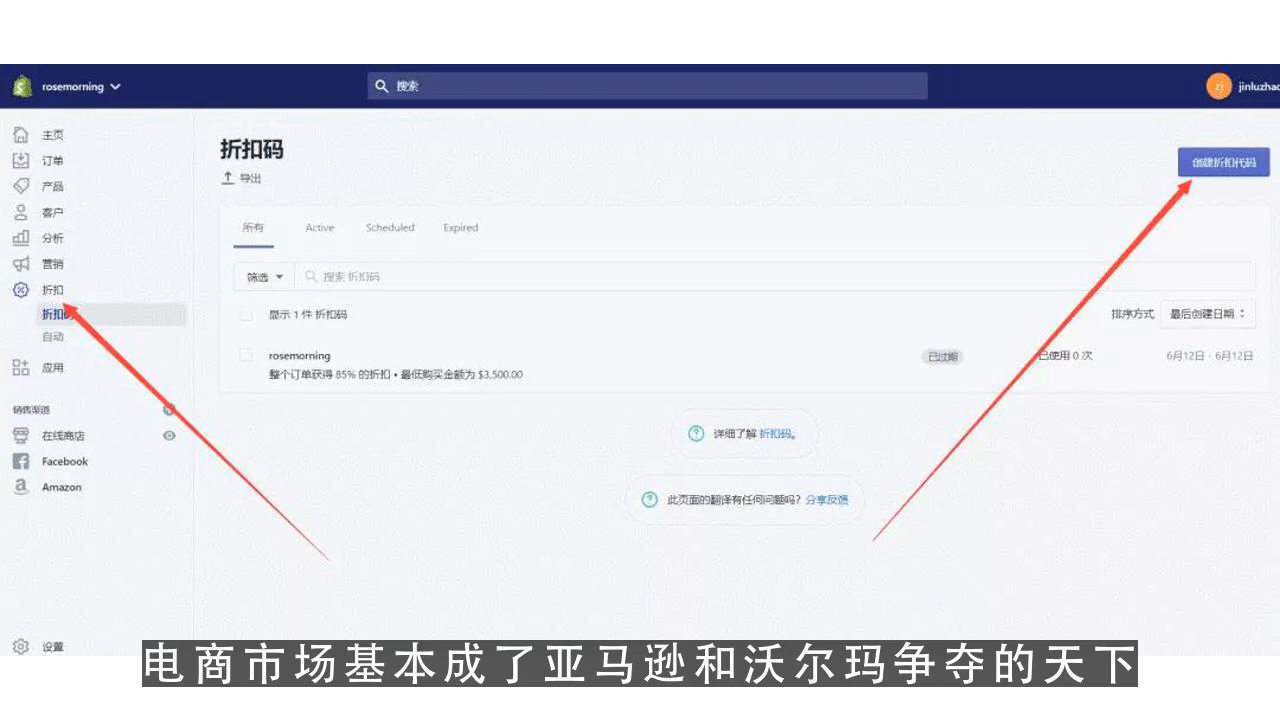 rosemorning
搜索
zj
jinluzhao
主页
订单
产品
客户
分析
营销
折扣
折扣码
自动
应用
销售渠道
在线商店
Facebook
Amazon
设置
折扣码
导出
创建折扣代码
所有 Active Scheduled Expired
筛选 搜索 折扣码
显示 1 件 折扣码 排序方式 最后创建日期
rosemorning 已过期 已使用 0 次 6月12日 - 6月12日
整个订单获得 85% 的折扣 • 最低购买金额为 $3,500.00
详细了解 折扣码。
此页面的翻译有任何问题吗? 分享反馈
电商市场基本成了亚马逊和沃尔玛争夺的天下